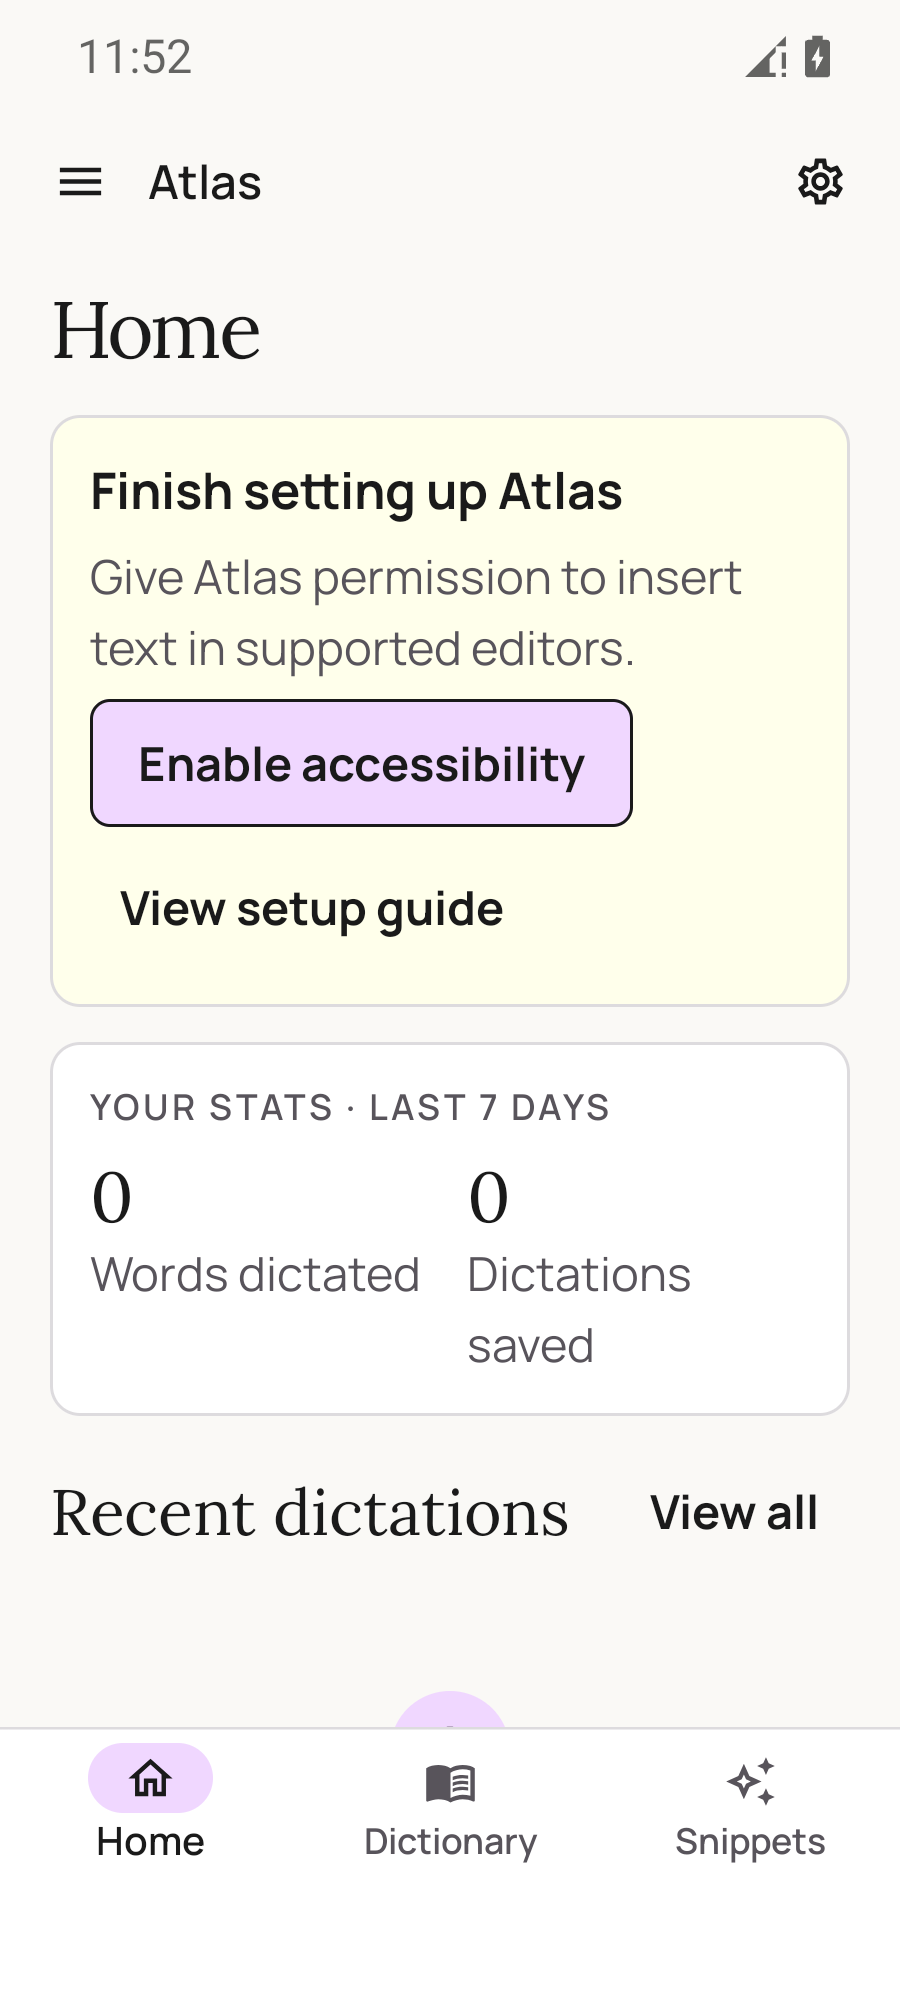 11:52
Atlas
Home
Finish setting up Atlas
Give Atlas permission to insert
text in supported editors.
Enable accessibility
View setup guide
YOUR STATS · LAST 7 DAYS
0 0
Words dictated Dictations
saved
Recent dictations View all
Home Dictionary Snippets